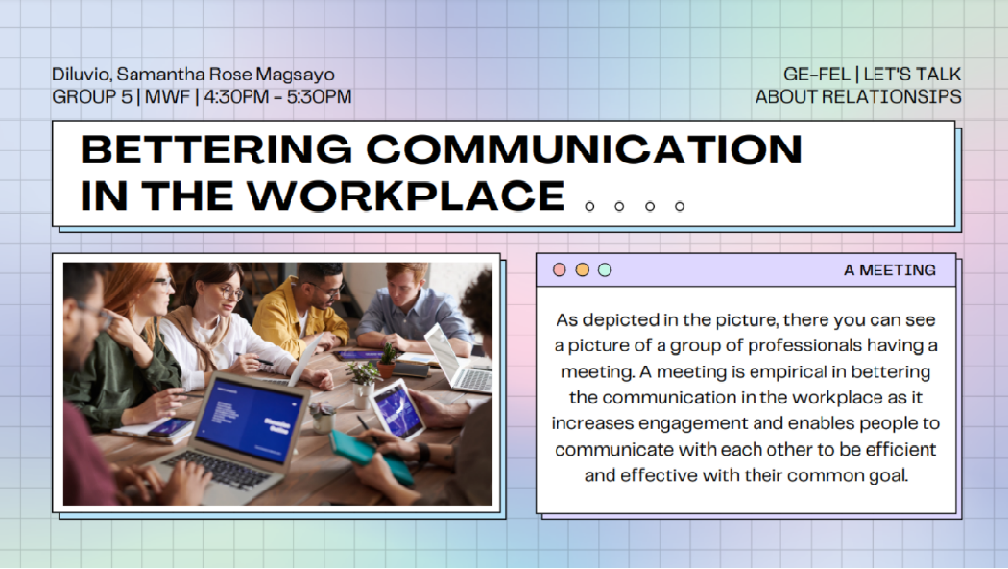 Diluvio, Samantha Rose Magsayo
GROUP 5| MWF | 4:30PM - 5:30PM
GE-FEL | LET'S TALK
ABOUT RELATIONSIPS
BETTERING COMMUNICATION
IN THE WORKPLACE
A MEETING
As depicted in the picture, there you can see
a picture of a group of professionals having a
meeting. A meeting is empirical in bettering
the communication in the workplace as it
increases engagement and enables people to
communicate with each other to be efficient
and effective with their common goal.